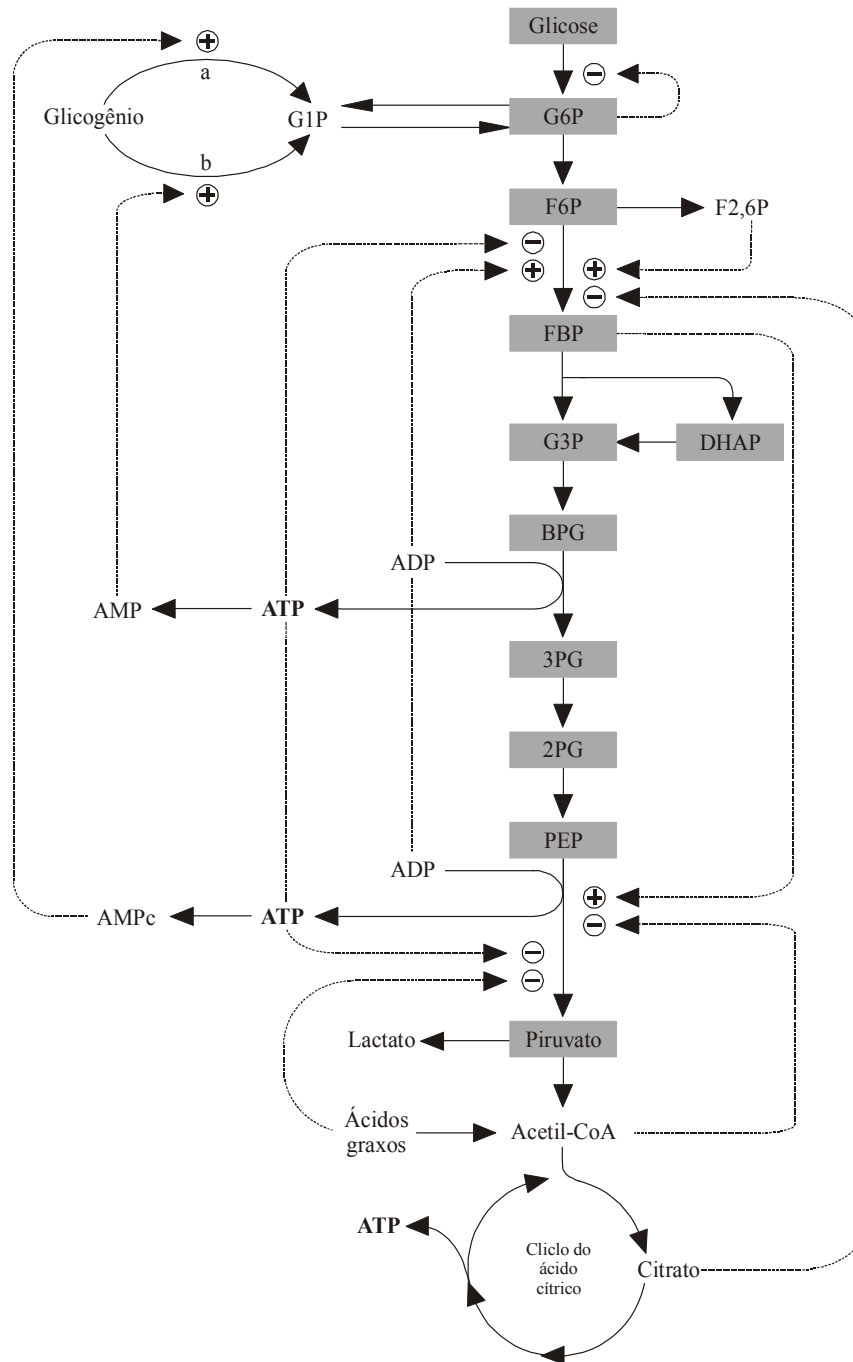 Glicose
a
Glicogênio
G1P
G6P
b
F6P
F2,6P
FBP
G3P
DHAP
BPG
ADP
AMP
ATP
3PG
2PG
PEP
ADP
AMPc
ATP
Lactato
Piruvato
Ácidos
graxos
Acetil-CoA
ATP
Cliclo do
ácido
cítrico
Citrato